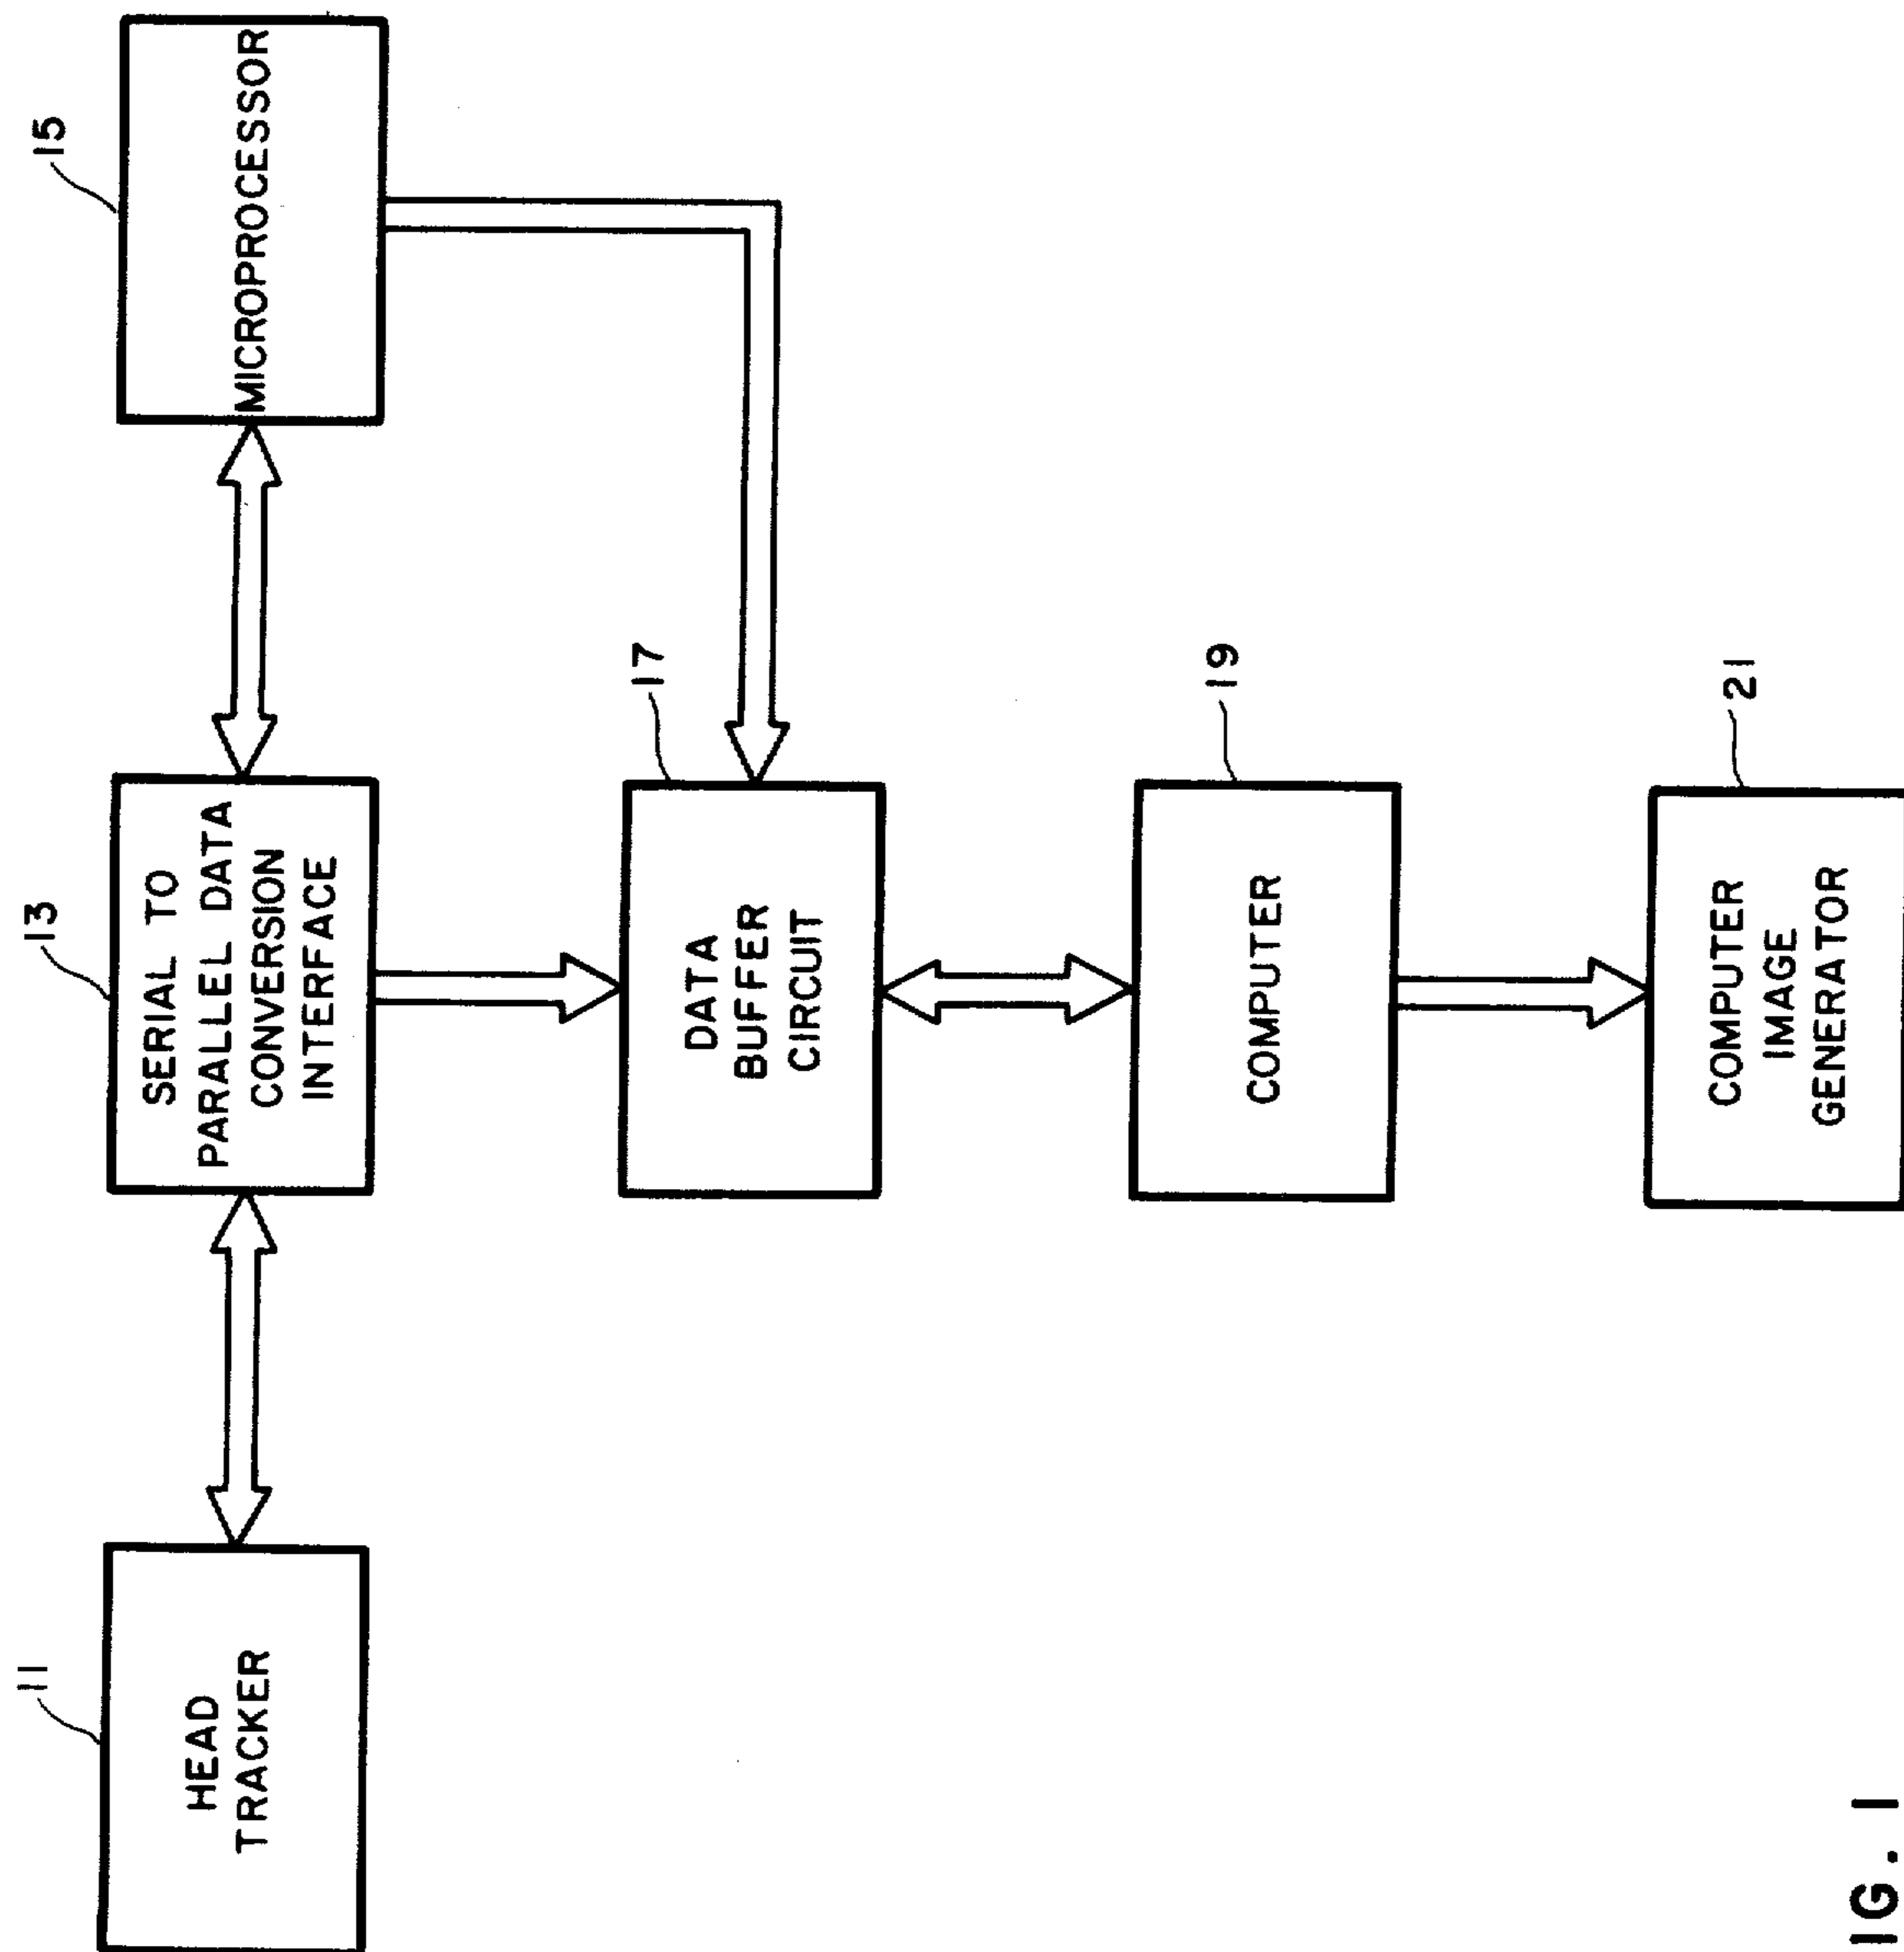 11
HEAD
TRACKER
13
SERIAL TO
PARALLEL DATA
CONVERSION
INTERFACE
15
MICROPROCESSOR
17
DATA
BUFFER
CIRCUIT
19
COMPUTER
21
COMPUTER
IMAGE
GENERATOR
IG. 1